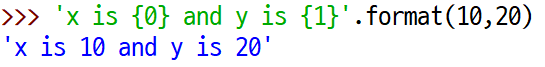 >>> 'x is {0} and y is {1}'.format(10,20)
'x is 10 and y is 20'